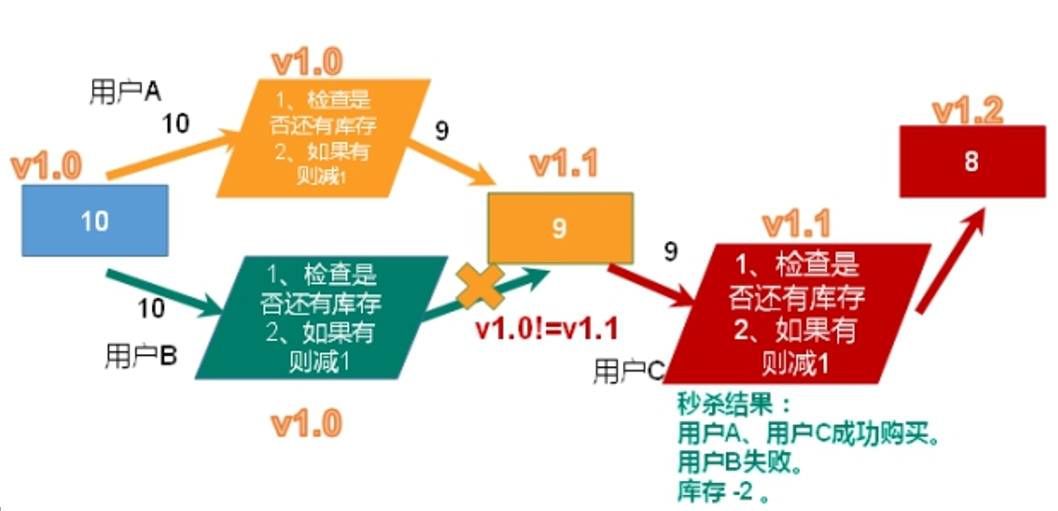 v1.0
用户A
10
1、检查是
否还有库存
2、如果有
则减1
9
v1.0
10
10
用户B
1、检查是
否还有库存
2、如果有
则减1
v1.0
v1.1
9
v1.0!=v1.1
9
用户C
v1.1
1、检查是
否还有库存
2、如果有
则减1
v1.2
8
秒杀结果：
用户A、用户C成功购买。
用户B失败。
库存 -2 。